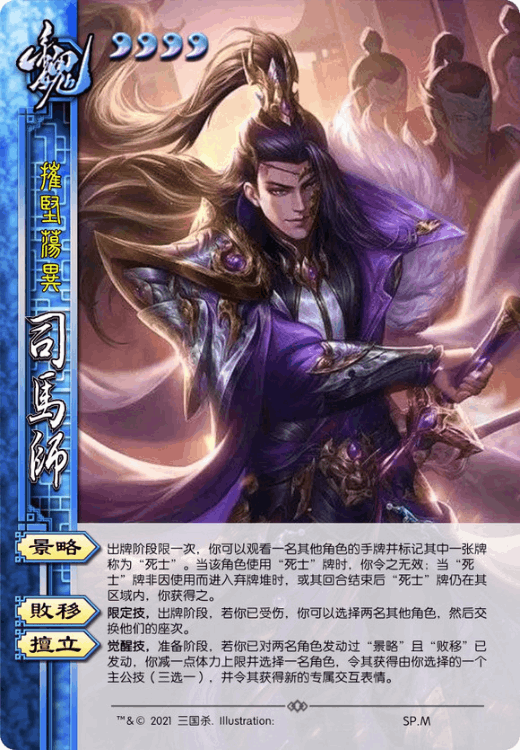 魏
摧堅蕩異
司馬師
景略
出牌阶段限一次，你可以观看一名其他角色的手牌并标记其中一张牌
称为“死士”。当该角色使用“死士”牌时，你令之无效；当“死
士”牌非因使用而进入弃牌堆时，或其回合结束后“死士”牌仍在其
区域内，你获得之。
敗移
限定技，出牌阶段，若你已受伤，你可以选择两名其他角色，然后交
换他们的座次。
擅立
觉醒技，准备阶段，若你已对两名角色发动过“景略”且“败移”已
发动，你减一点体力上限并选择一名角色，令其获得由你选择的一个
主公技（三选一），并令其获得新的专属交互表情。
™&© 2021 三国杀. Illustration:
SP.M